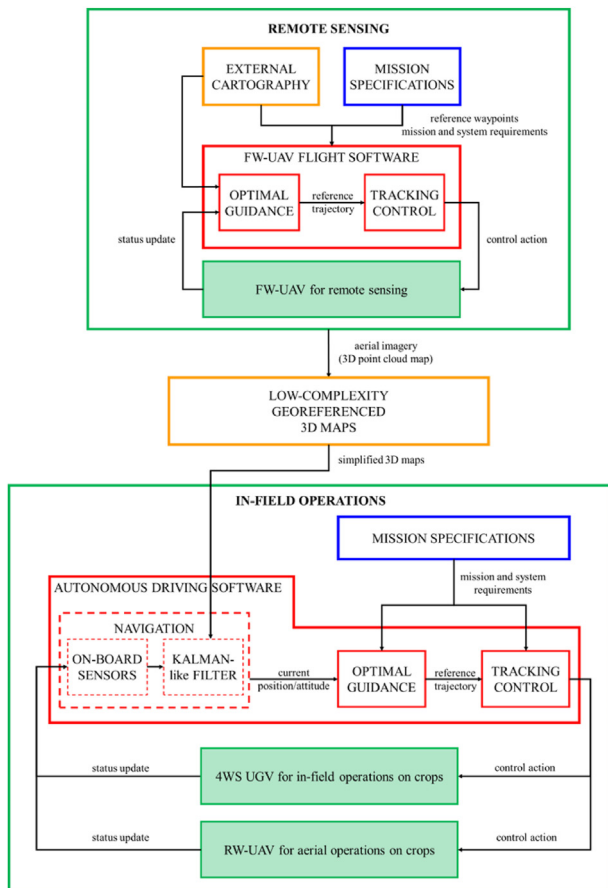 REMOTE SENSING
EXTERNAL
CARTOGRAPHY
MISSION
SPECIFICATIONS
reference waypoints
mission and system requirements
FW-UAV FLIGHT SOFTWARE
OPTIMAL
GUIDANCE
reference
trajectory
TRACKING
CONTROL
status update
control action
FW-UAV for remote sensing
aerial imagery
(3D point cloud map)
LOW-COMPLEXITY
GEOREFERENCED
3D MAPS
simplified 3D maps
IN-FIELD OPERATIONS
MISSION SPECIFICATIONS
mission and system
requirements
AUTONOMOUS DRIVING SOFTWARE
NAVIGATION
ON-BOARD
SENSORS
KALMAN-
like FILTER
current
position/attitude
OPTIMAL
GUIDANCE
reference
trajectory
TRACKING
CONTROL
status update
4WS UGV for in-field operations on crops
control action
status update
RW-UAV for aerial operations on crops
control action